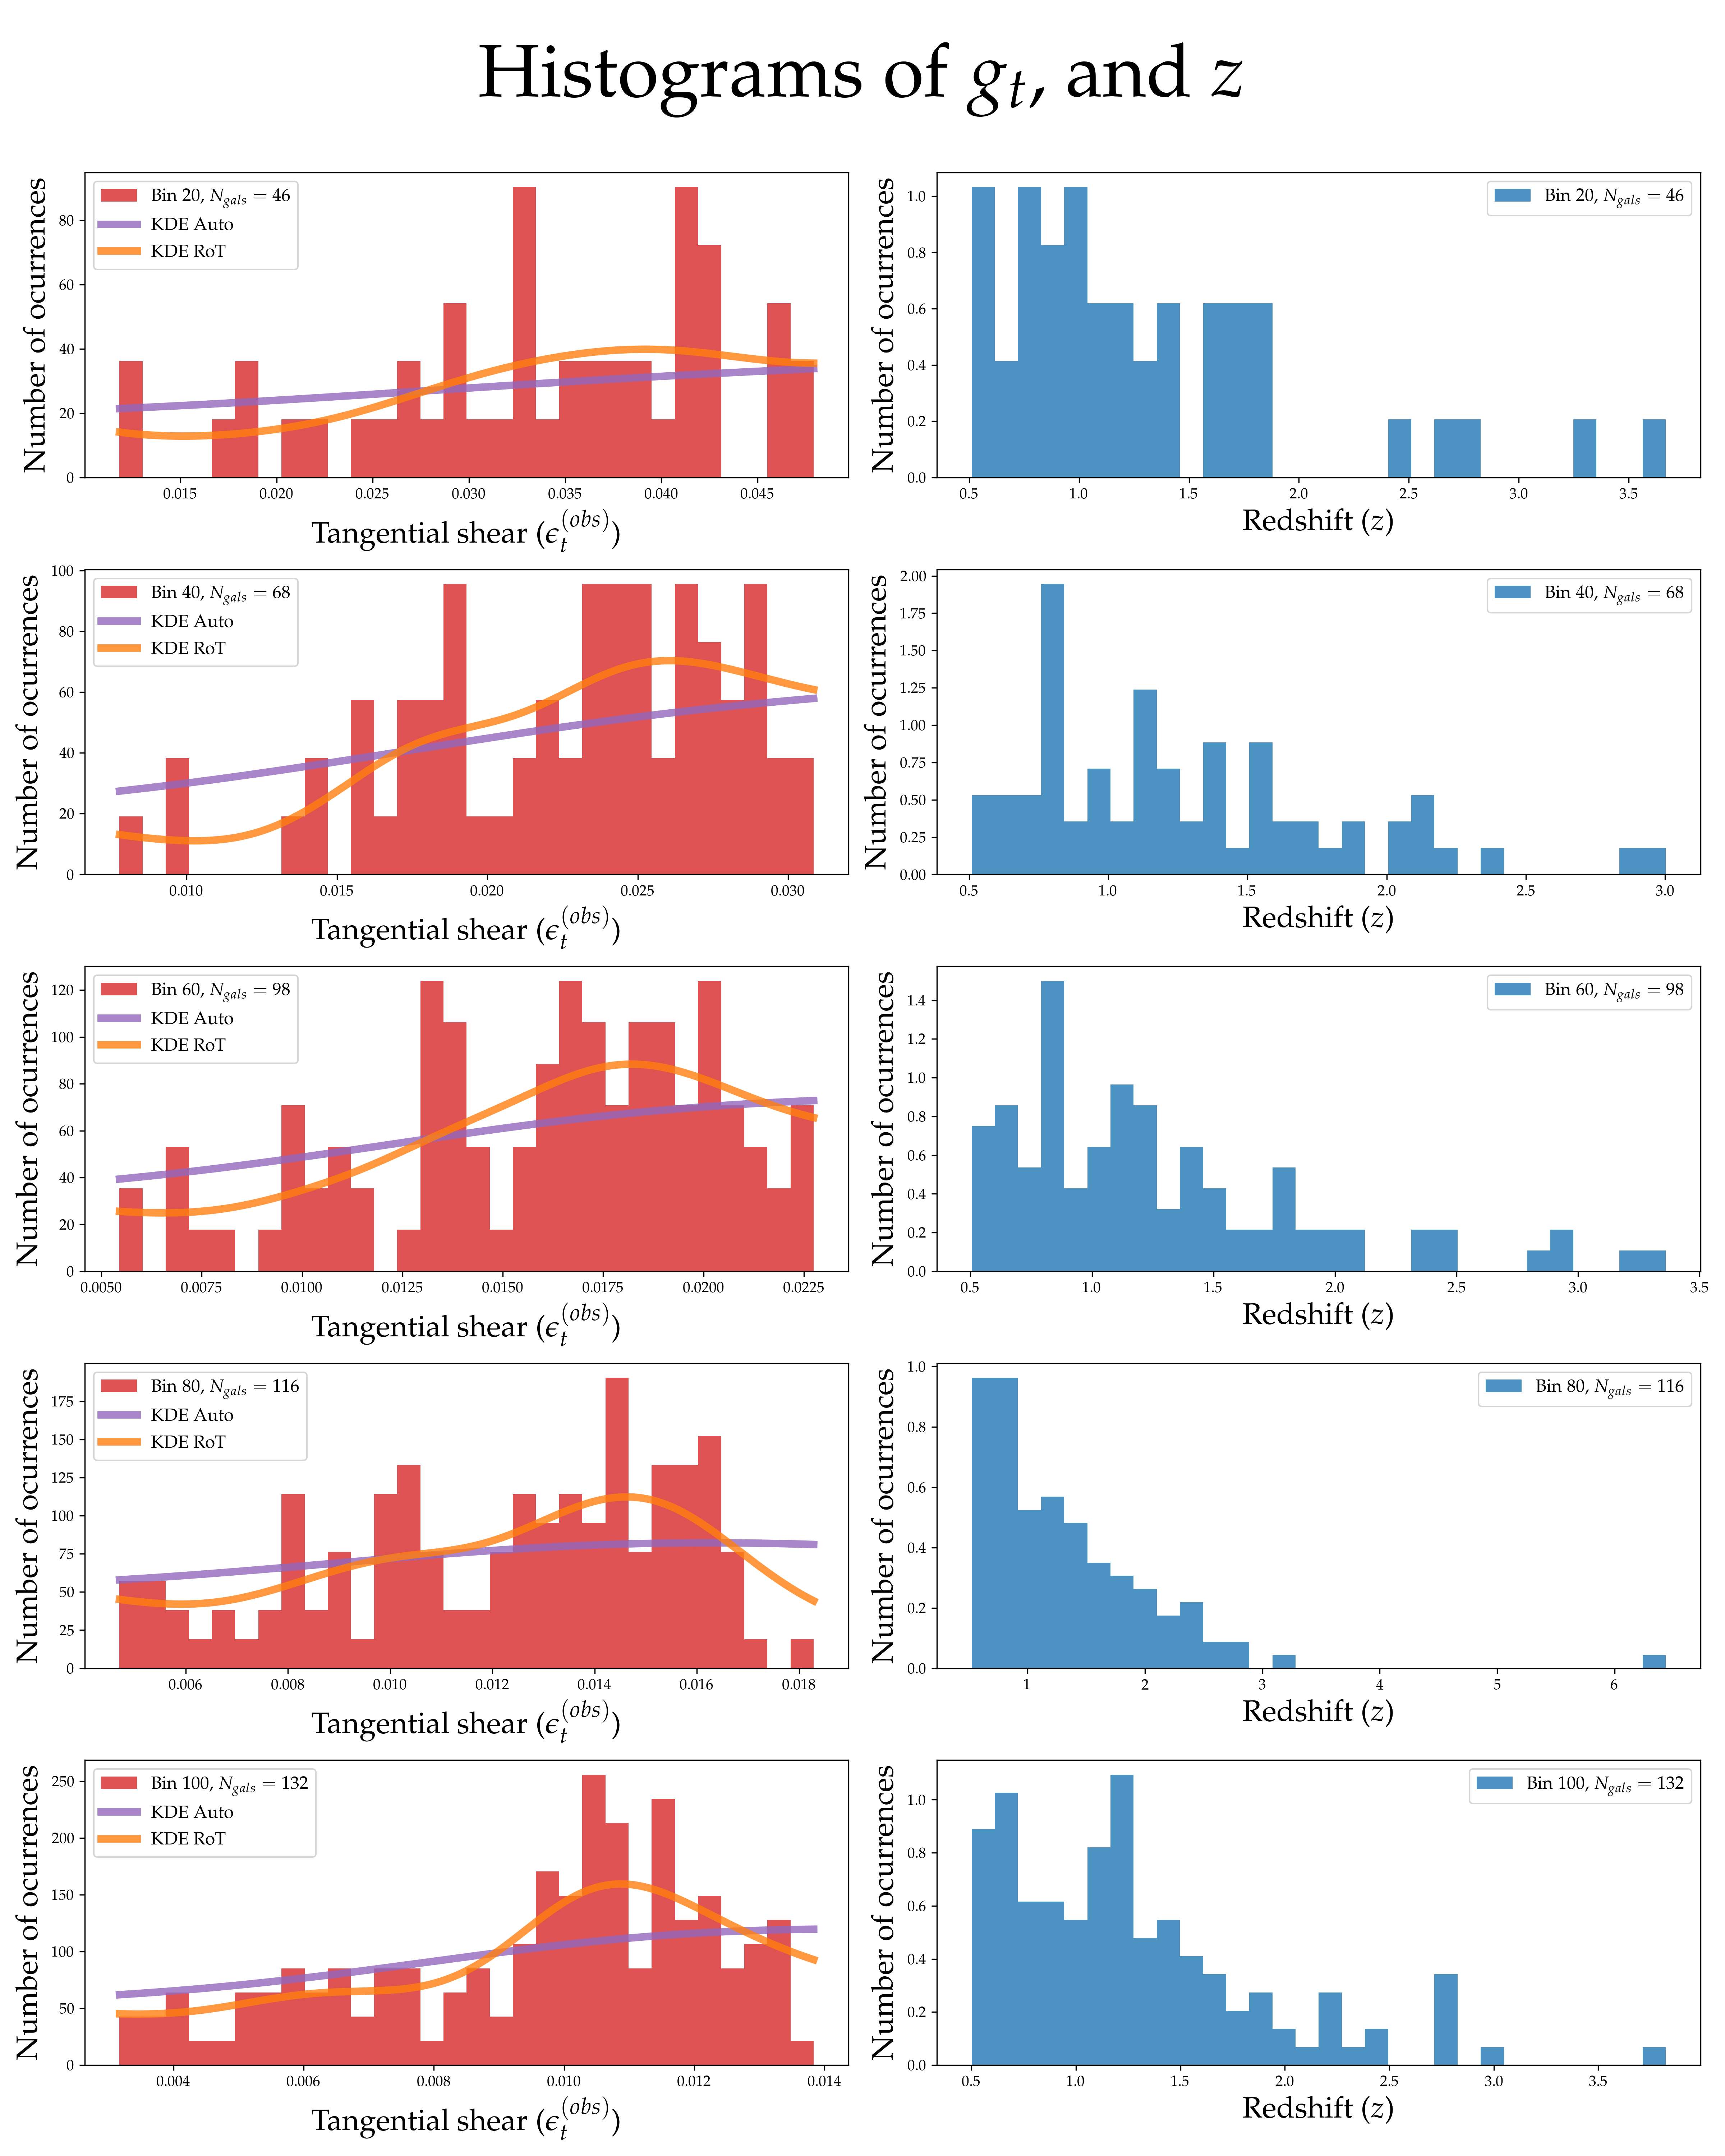 Histograms of g_t, and z
Number of ocurrences
80
60
40
20
0
Bin 20, N_gals = 46
KDE Auto
KDE RoT
0.015 0.020 0.025 0.030 0.035 0.040 0.045
Tangential shear (ϵ_t^(obs))
Number of ocurrences
1.0
0.8
0.6
0.4
0.2
0.0
Bin 20, N_gals = 46
0.5 1.0 1.5 2.0 2.5 3.0 3.5
Redshift (z)
Number of ocurrences
100
80
60
40
20
0
Bin 40, N_gals = 68
KDE Auto
KDE RoT
0.010 0.015 0.020 0.025 0.030
Tangential shear (ϵ_t^(obs))
Number of ocurrences
2.00
1.75
1.50
1.25
1.00
0.75
0.50
0.25
0.00
Bin 40, N_gals = 68
0.5 1.0 1.5 2.0 2.5 3.0
Redshift (z)
Number of ocurrences
120
100
80
60
40
20
0
Bin 60, N_gals = 98
KDE Auto
KDE RoT
0.0050 0.0075 0.0100 0.0125 0.0150 0.0175 0.0200 0.0225
Tangential shear (ϵ_t^(obs))
Number of ocurrences
1.4
1.2
1.0
0.8
0.6
0.4
0.2
0.0
Bin 60, N_gals = 98
0.5 1.0 1.5 2.0 2.5 3.0 3.5
Redshift (z)
Number of ocurrences
175
150
125
100
75
50
25
0
Bin 80, N_gals = 116
KDE Auto
KDE RoT
0.006 0.008 0.010 0.012 0.014 0.016 0.018
Tangential shear (ϵ_t^(obs))
Number of ocurrences
1.0
0.8
0.6
0.4
0.2
0.0
Bin 80, N_gals = 116
1 2 3 4 5 6
Redshift (z)
Number of ocurrences
250
200
150
100
50
0
Bin 100, N_gals = 132
KDE Auto
KDE RoT
0.004 0.006 0.008 0.010 0.012 0.014
Tangential shear (ϵ_t^(obs))
Number of ocurrences
1.0
0.8
0.6
0.4
0.2
0.0
Bin 100, N_gals = 132
0.5 1.0 1.5 2.0 2.5 3.0 3.5
Redshift (z)